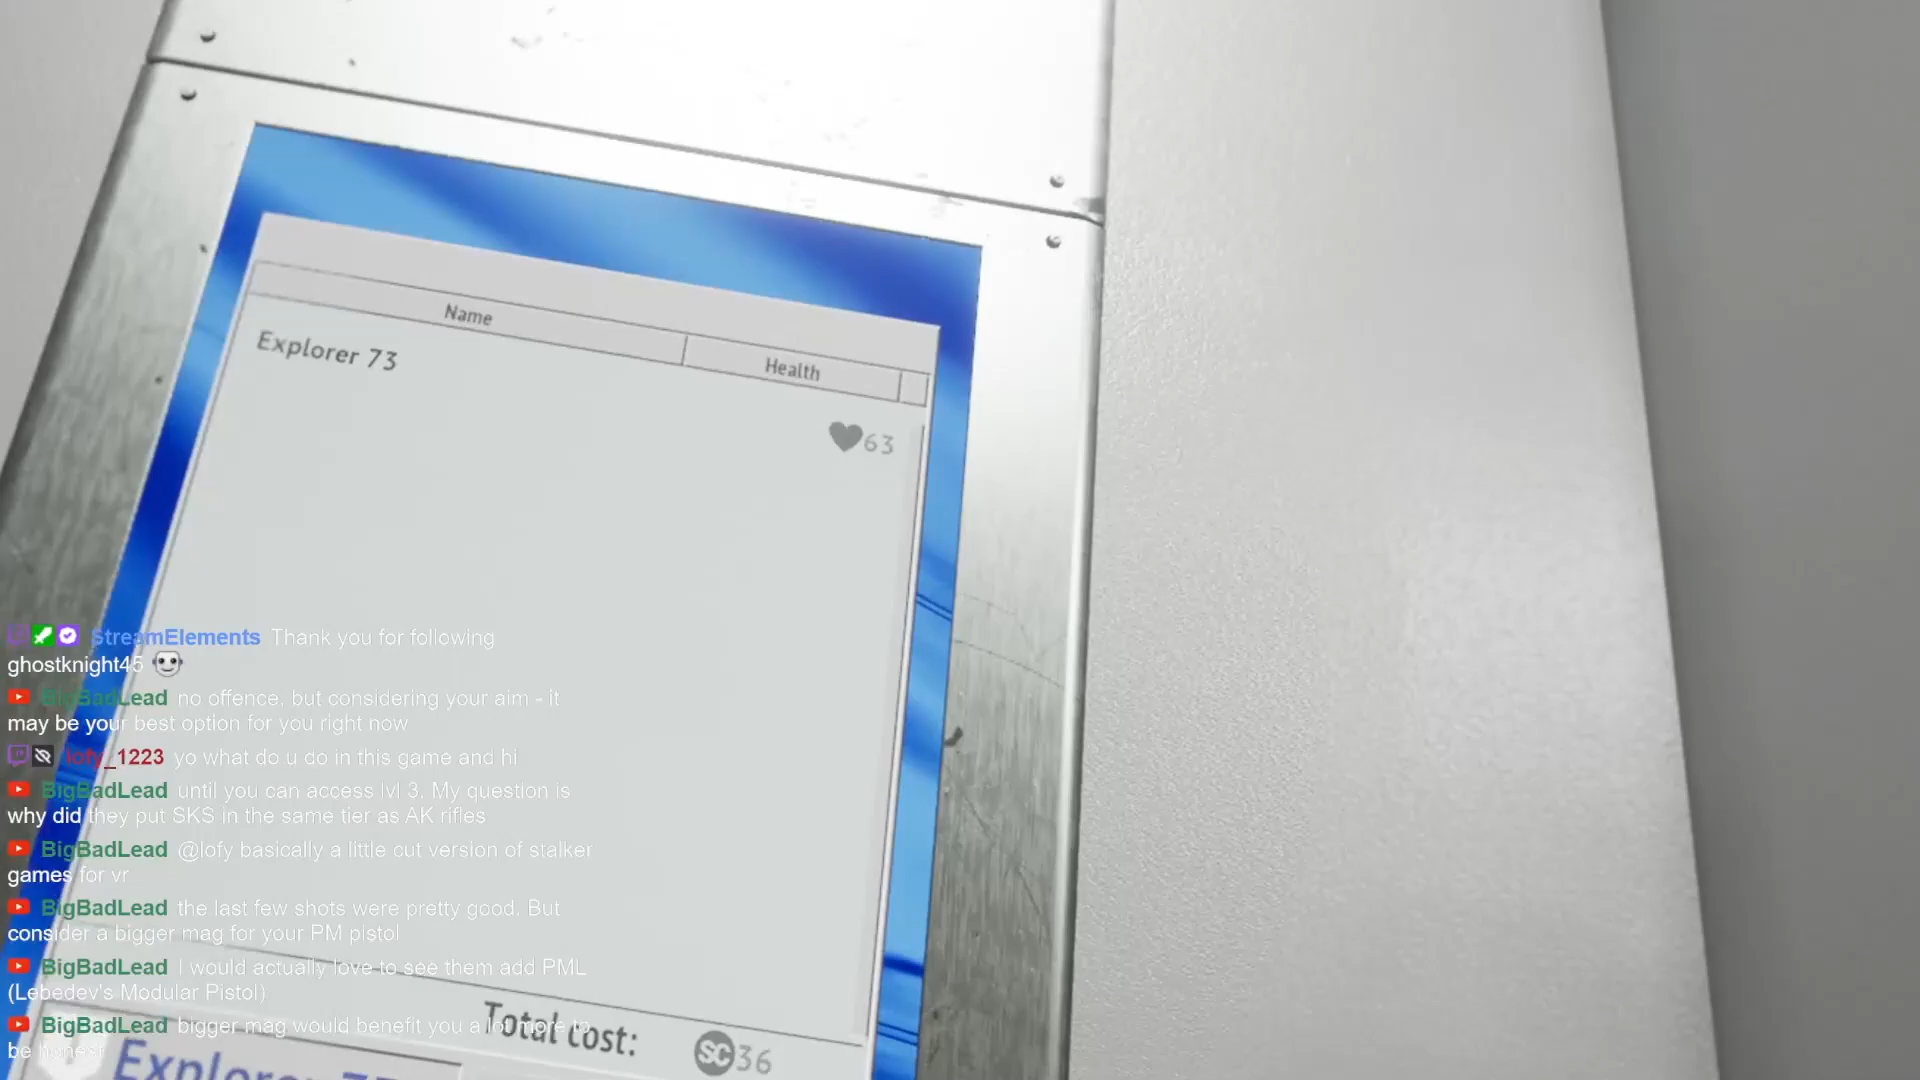 Name
Health
Explorer 73
63
StreamElements Thank you for following
ghostknight45
BigBadLead no offence, but considering your aim - it
may be your best option for you right now
lofy_1223 yo what do u do in this game and hi
BigBadLead until you can access lvl 3. My question is
why did they put SKS in the same tier as AK rifles
BigBadLead @lofy basically a little cut version of stalker
games for vr
BigBadLead the last few shots were pretty good. But
consider a bigger mag for your PM pistol
BigBadLead I would actually love to see them add PML
(Lebedev's Modular Pistol)
BigBadLead bigger mag would benefit you a lot more to
be honest
Total cost:
SC 36
Explorer 73